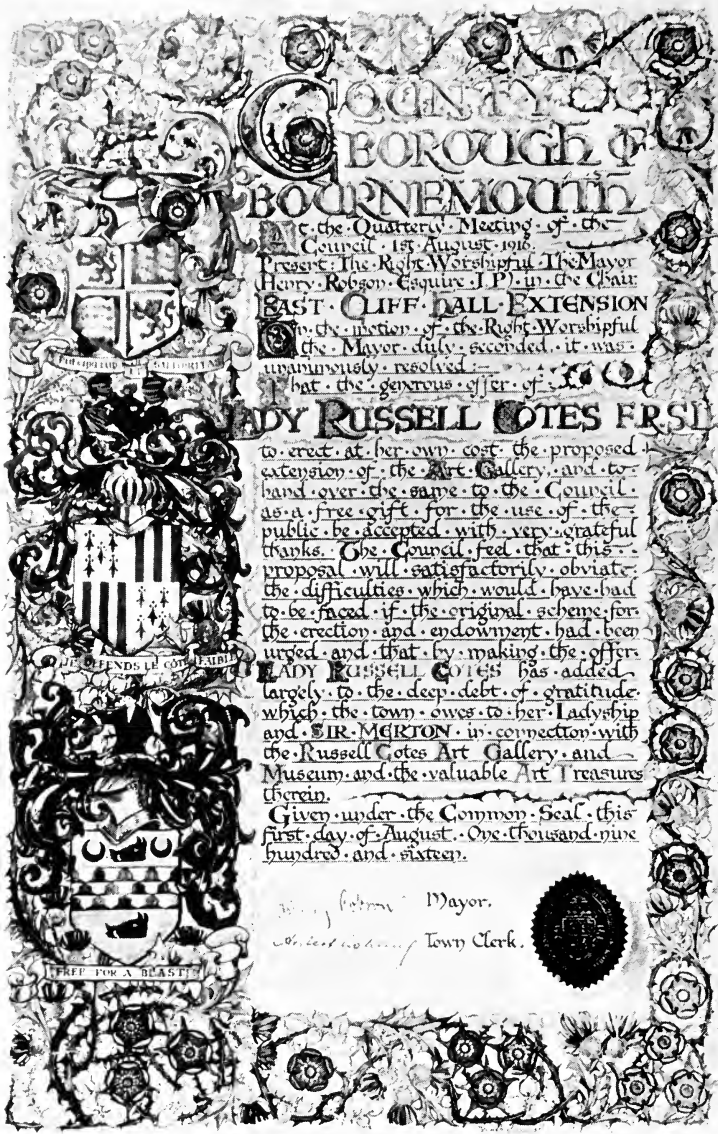 COUNTY
BOROUGH OF
BOURNEMOUTH
At the Quarterly Meeting of the
Council 1st August 1916.
Present The Right Worshipful The Mayor
Henry Robson Esquire J.P) in the Chair
EAST CLIFF HALL EXTENSION
On the motion of the Right Worshipful
the Mayor duly seconded it was
unanimously resolved :-
That the generous offer of
LADY RUSSELL COTES F.R.S.L
to erect at her own cost the proposed
extension of the Art Gallery, and to
hand over the same to the Council
as a free gift for the use of the
public be accepted with very grateful
thanks. The Council feel that this
proposal will satisfactorily obviate
the difficulties which would have had
to be faced if the original scheme for
the erection and endowment had been
urged and that by making the offer
LADY RUSSELL COTES has added
largely to the deep debt of gratitude
which the town owes to her Ladyship
and SIR MERTON in connection with
the Russell Cotes Art Gallery and
Museum and the valuable Art Treasures
therein.
Given under the Common Seal this
first day of August One thousand nine
hundred and sixteen.
Mayor.
Town Clerk.
PULCHRITUDO ET SALUBRITAS
JE DEFENDS LE COTE FAIBLE
FREE FOR A BLAST